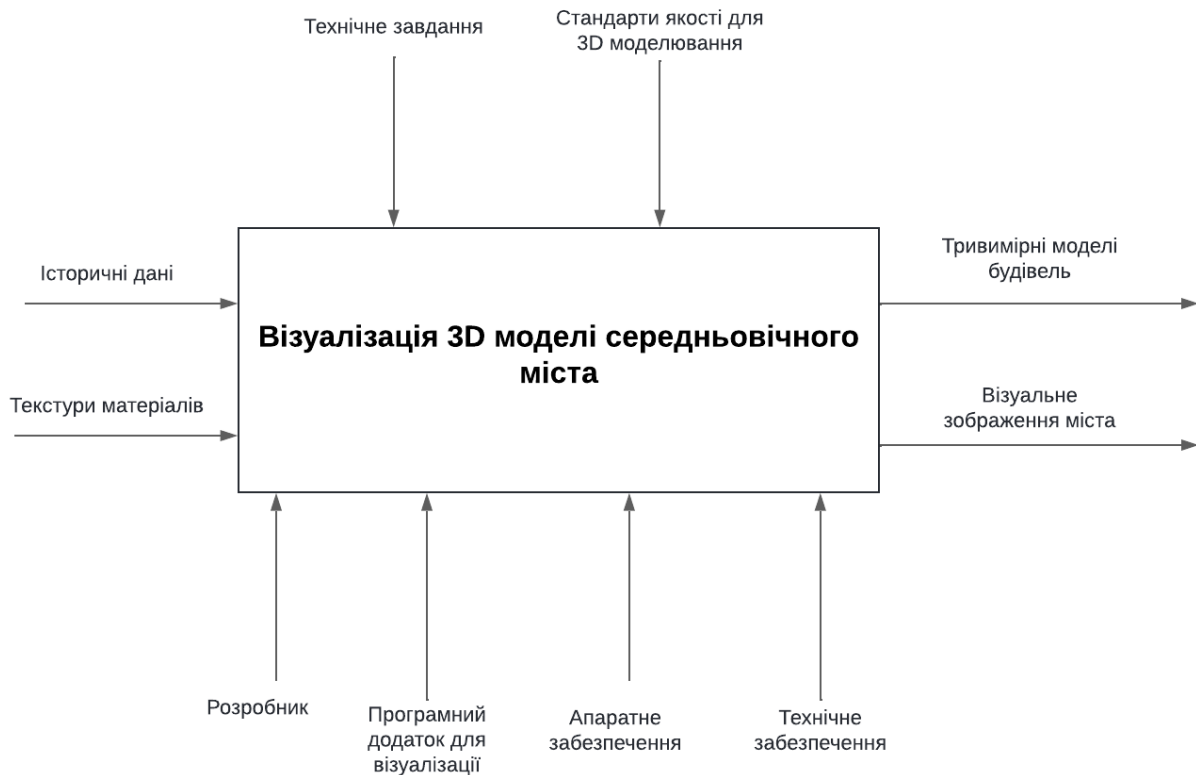 Технічне завдання
Стандарти якості для
3D моделювання
Історичні дані
Тривимірні моделі
будівель
Візуалізація 3D моделі середньовічного
міста
Текстури матеріалів
Візуальне
зображення міста
Розробник
Програмний
додаток для
візуалізації
Апаратне
забезпечення
Технічне
забезпечення